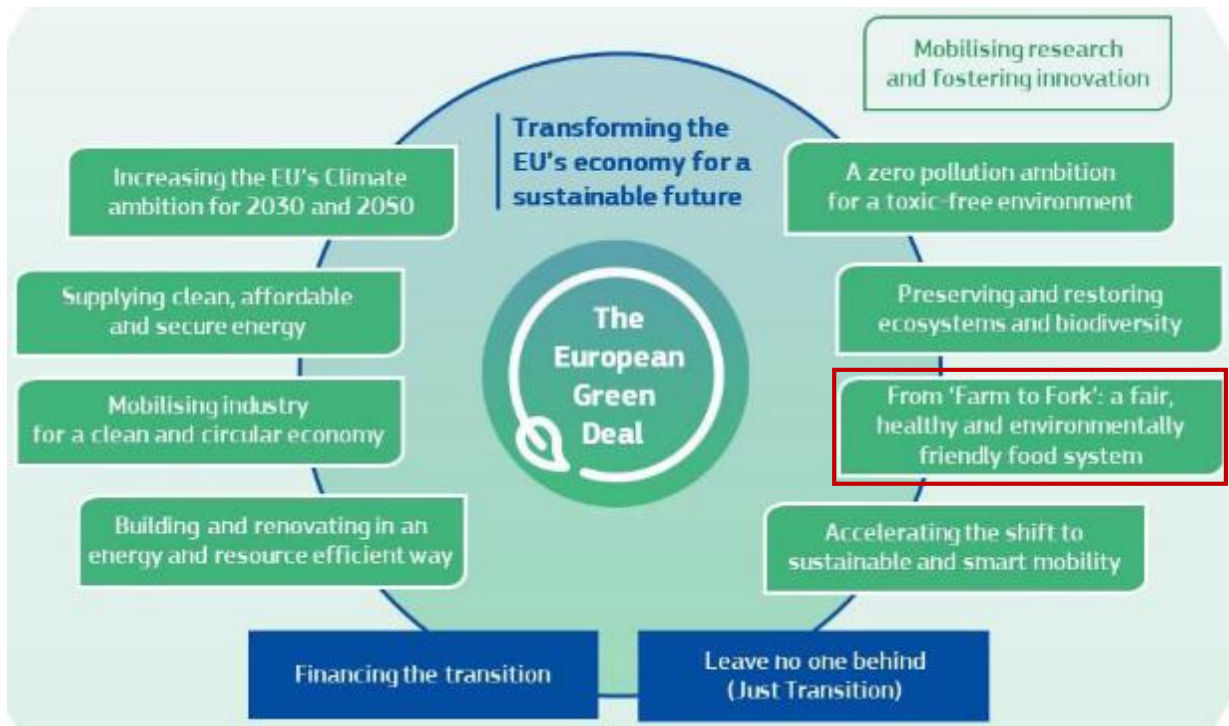 Mobilising research
and fostering innovation
Transforming the
EU's economy for a
sustainable future
Increasing the EU's Climate
ambition for 2030 and 2050
A zero pollution ambition
for a toxic-free environment
Supplying clean, affordable
and secure energy
Preserving and restoring
ecosystems and biodiversity
The
European
Green
Deal
Mobilising industry
for a clean and circular economy
From 'Farm to Fork': a fair,
healthy and environmentally
friendly food system
Building and renovating in an
energy and resource efficient way
Accelerating the shift to
sustainable and smart mobility
Financing the transition
Leave no one behind
(Just Transition)